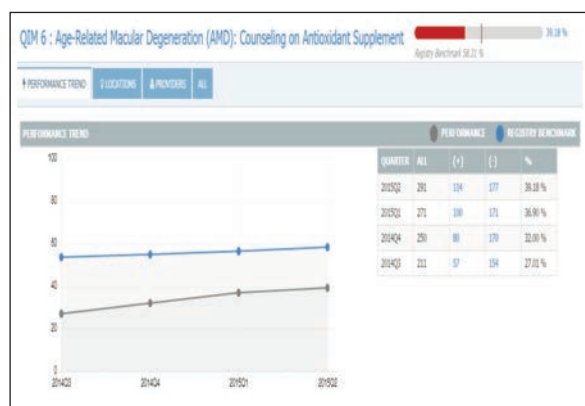 QIM 6 : Age-Related Macular Degeneration (AMD): Counseling on Antioxidant Supplement
39.18 %
Registry Benchmark 58.21 %
PERFORMANCE TREND LOCATIONS PROVIDERS ALL
PERFORMANCE TREND PERFORMANCE REGISTRY BENCHMARK
QUARTER ALL (+) (-) %
2015Q2 291 114 177 39.18 %
2015Q1 271 100 171 36.90 %
2014Q4 250 80 170 32.00 %
2014Q3 211 57 154 27.01 %
100
80
60
40
20
0
2014Q3 2014Q4 2015Q1 2015Q2